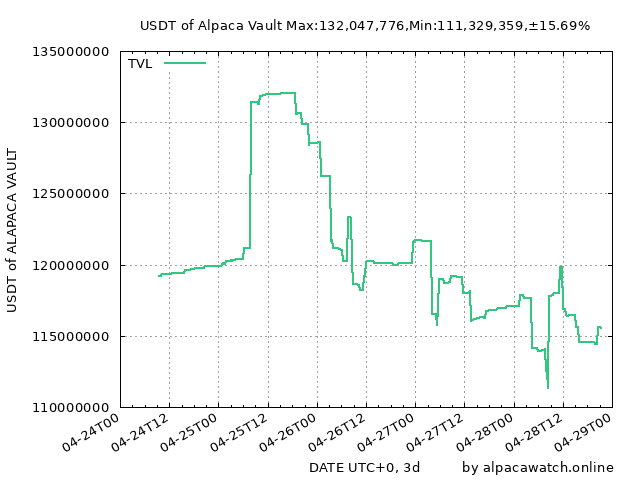 USDT of Alpaca Vault Max:132,047,776,Min:111,329,359,±15.69%
TVL
135000000
130000000
125000000
120000000
115000000
110000000
USDT of ALAPACA VAULT
04-24T00
04-24T12
04-25T00
04-25T12
04-26T00
04-26T12
04-27T00
04-27T12
04-28T00
04-28T12
04-29T00
DATE UTC+0, 3d
by alpacawatch.online